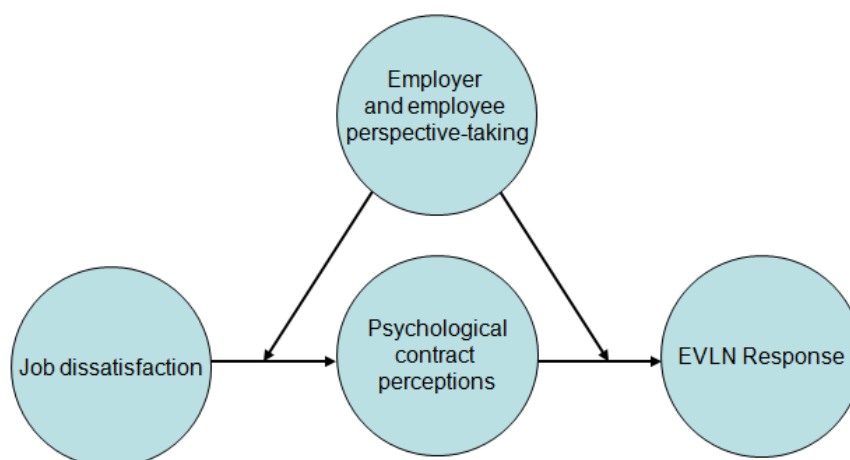 Employer
and employee
perspective-taking
Job dissatisfaction
Psychological
contract
perceptions
EVLN Response